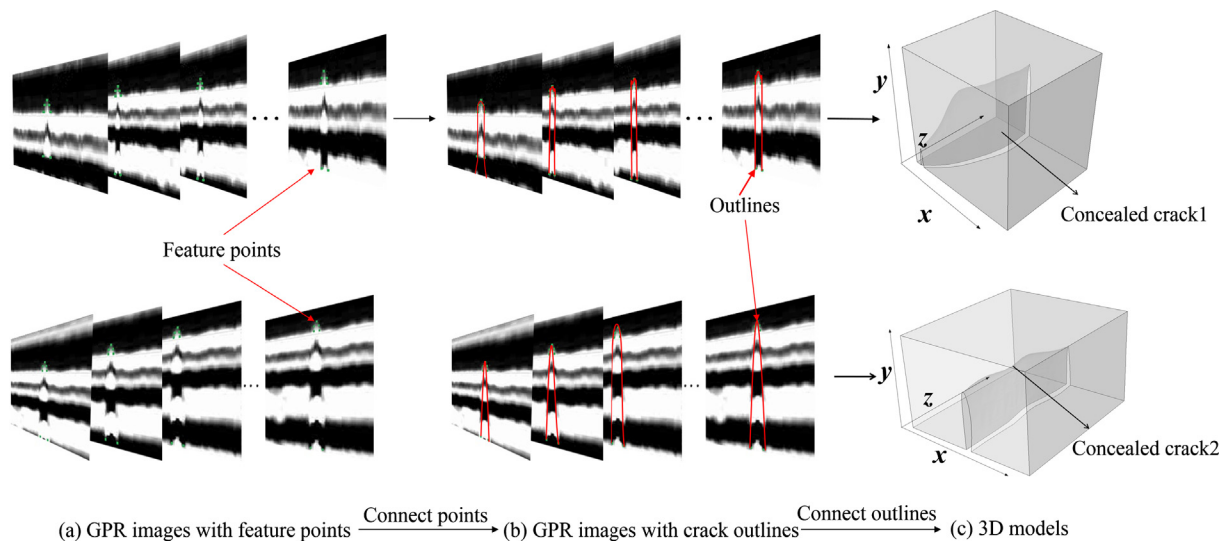 y
z
x
Concealed crack1
Outlines
Feature points
y
z
x
Concealed crack2
(a) GPR images with feature points Connect points (b) GPR images with crack outlines Connect outlines (c) 3D models